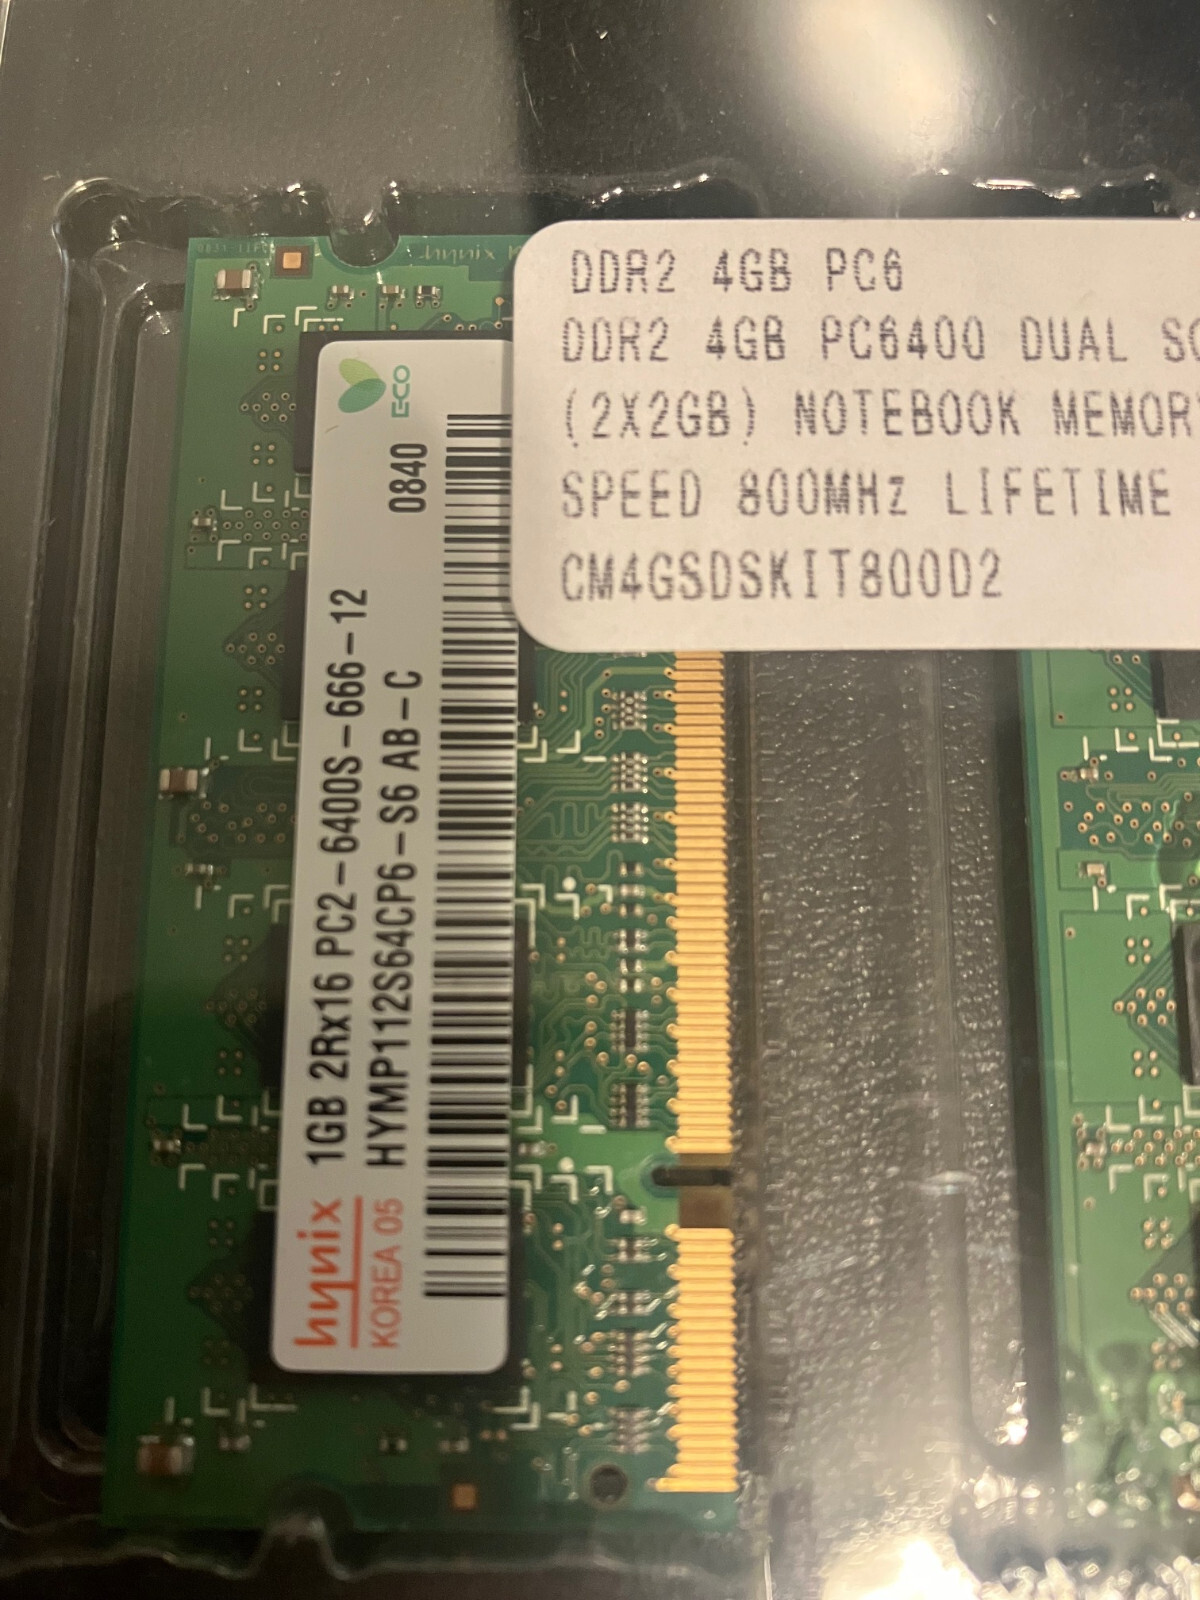 DDR2 4GB PC6
DDR2 4GB PC6400 DUAL
(2X2GB) NOTEBOOK MEMOR
SPEED 800MHz LIFETIME
CM4GSDSKIT800D2
ECO
0840
1GB 2Rx16 PC2-6400S-666-12
HYMP112S64CP6-S6 AB-C
hynix
KOREA 05